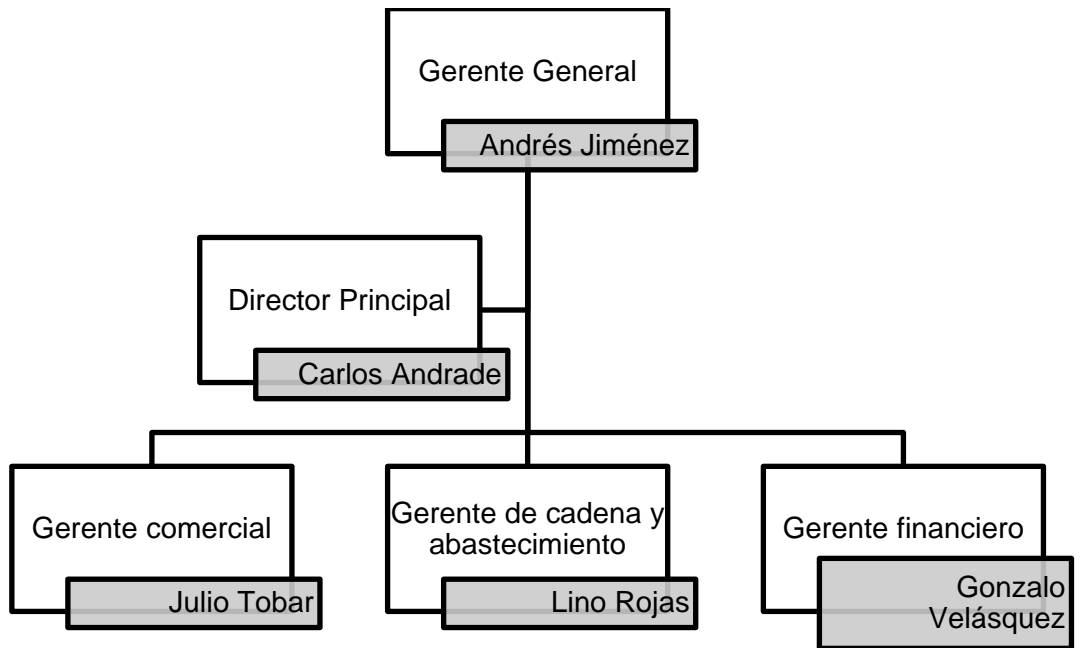 Gerente General
Andrés Jiménez
Director Principal
Carlos Andrade
Gerente comercial
Julio Tobar
Gerente de cadena y
abastecimiento
Lino Rojas
Gerente financiero
Gonzalo
Velásquez